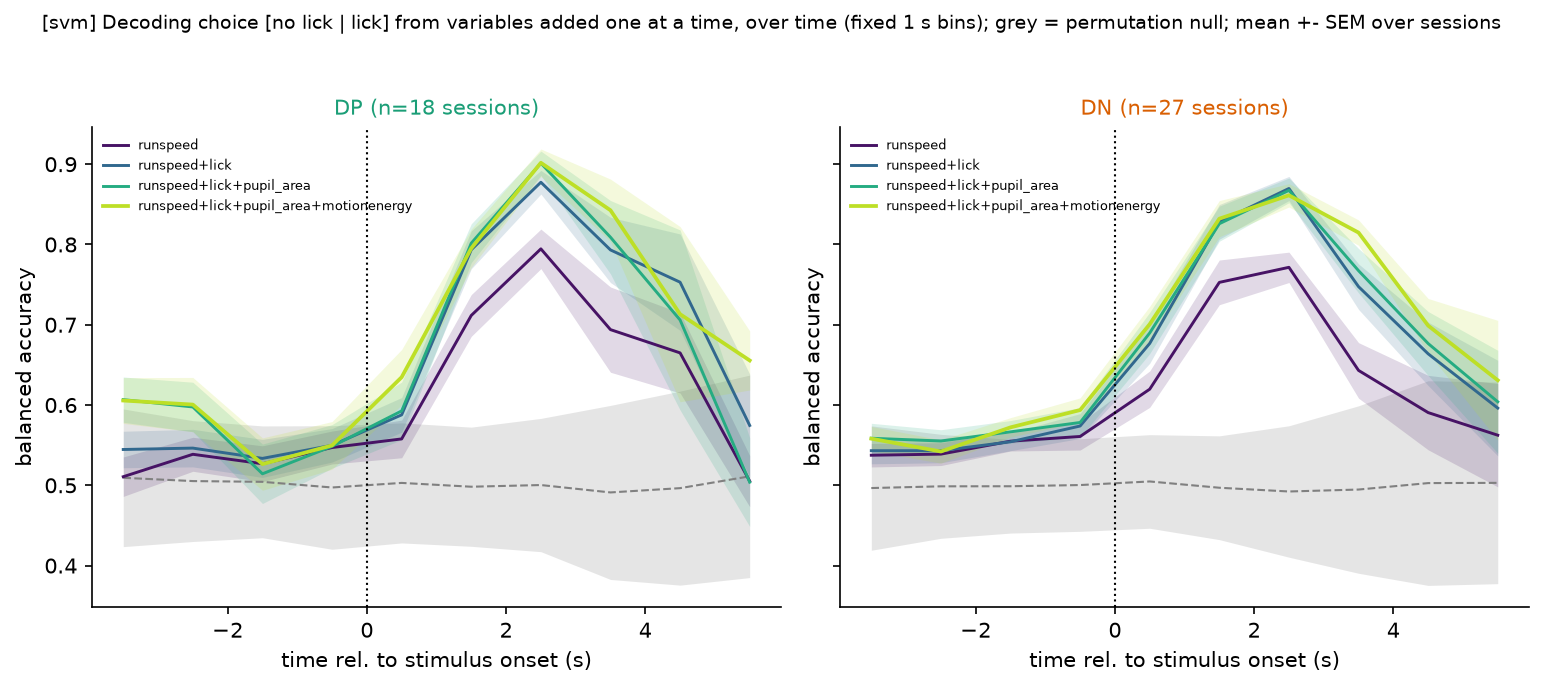 [svm] Decoding choice [no lick | lick] from variables added one at a time, over time (fixed 1 s bins); grey = permutation null; mean +- SEM over sessions
DP (n=18 sessions)
runspeed
runspeed+lick
runspeed+lick+pupil_area
runspeed+lick+pupil_area+motionenergy
balanced accuracy
0.9
0.8
0.7
0.6
0.5
0.4
−2
0
2
4
time rel. to stimulus onset (s)
DN (n=27 sessions)
runspeed
runspeed+lick
runspeed+lick+pupil_area
runspeed+lick+pupil_area+motionenergy
balanced accuracy
−2
0
2
4
time rel. to stimulus onset (s)